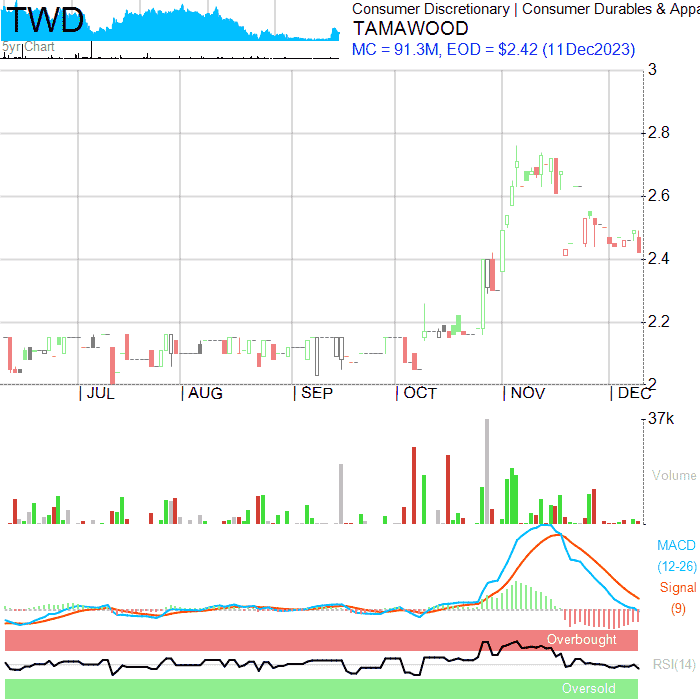 TWD
5yr Chart
Consumer Discretionary | Consumer Durables & Appa
TAMAWOOD
MC = 91.3M, EOD = $2.42 (11Dec2023)
3
2.8
2.6
2.4
2.2
2
JUL
AUG
SEP
OCT
NOV
DEC
37k
Volume
MACD
(12-26)
Signal
(9)
Overbought
RSI(14)
Oversold